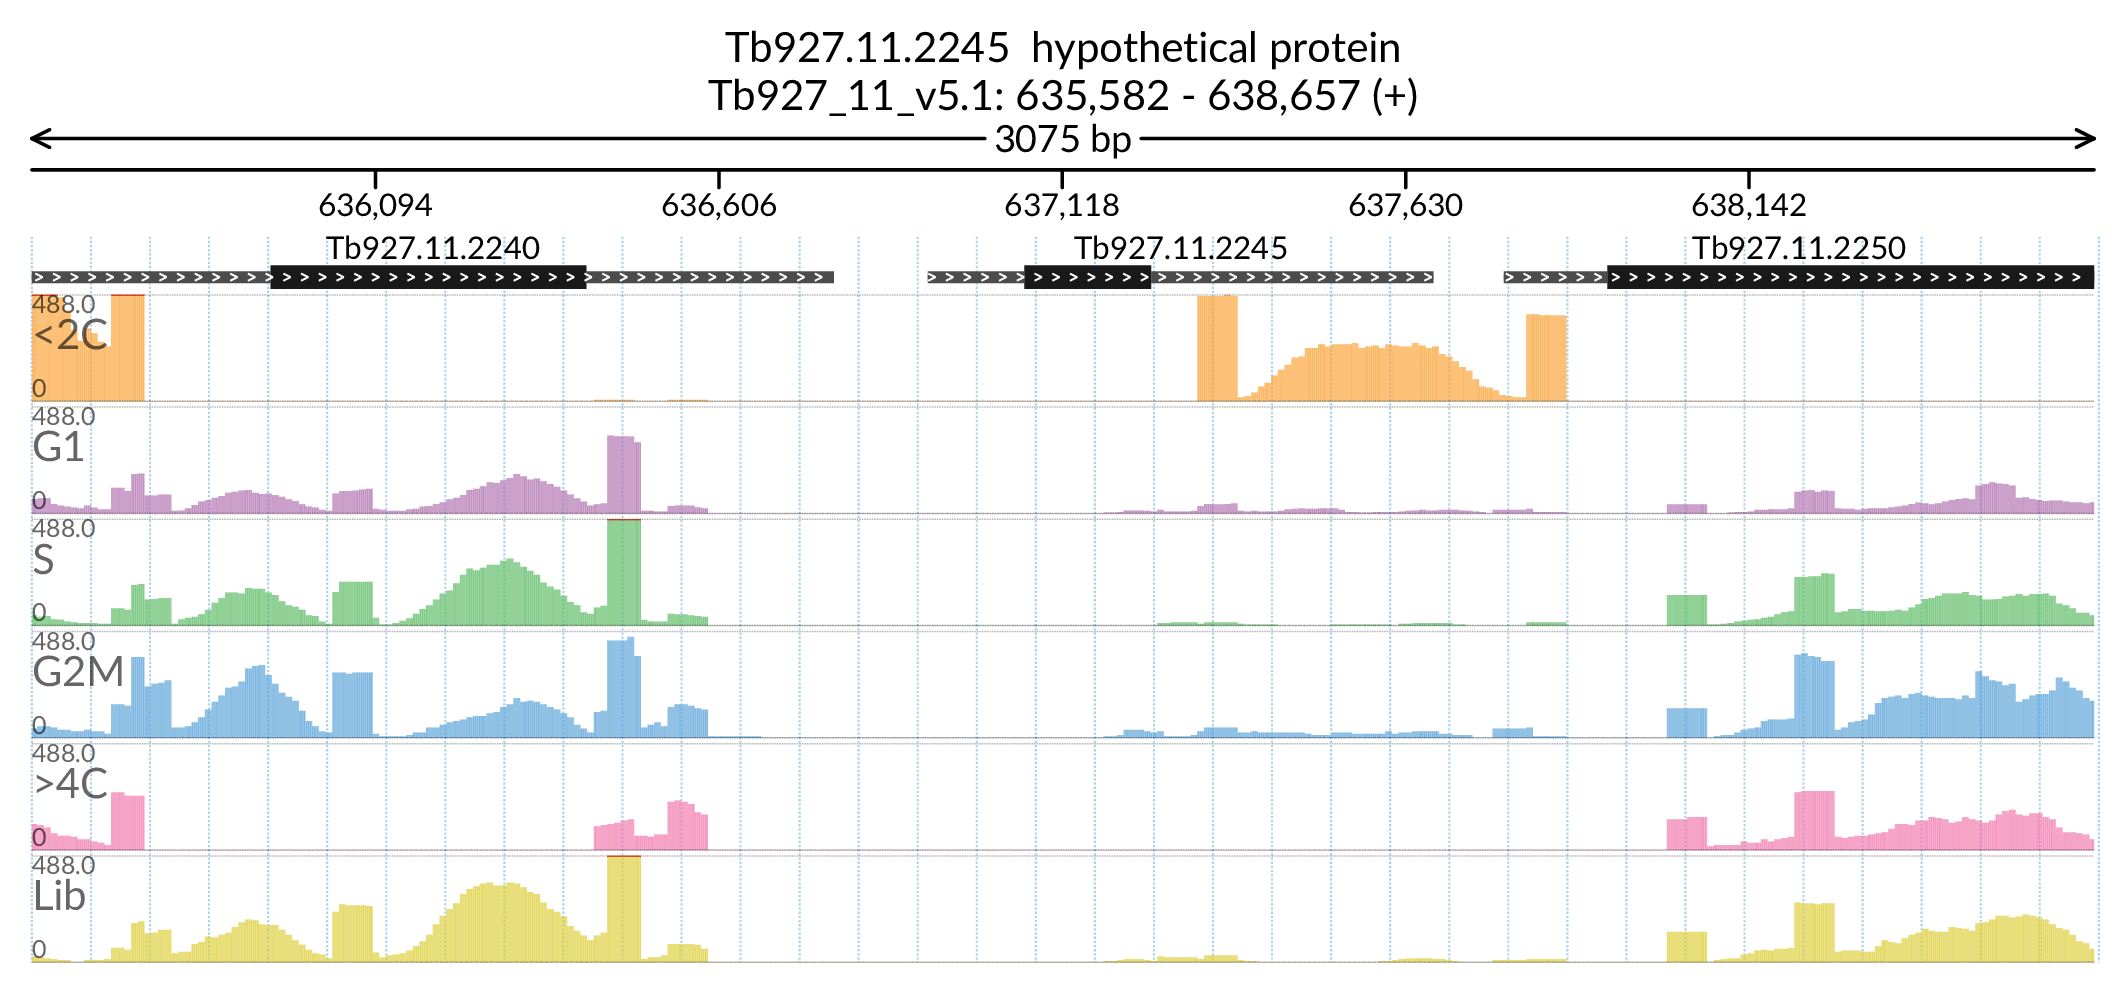 Tb927.11.2245  hypothetical protein
Tb927_11_v5.1: 635,582 - 638,657 (+)
3075 bp
636,094 636,606 637,118 637,630 638,142
Tb927.11.2240 Tb927.11.2245 Tb927.11.2250
488.0
<2C
0
488.0
G1
0
488.0
S
0
488.0
G2M
0
488.0
>4C
0
488.0
Lib
0